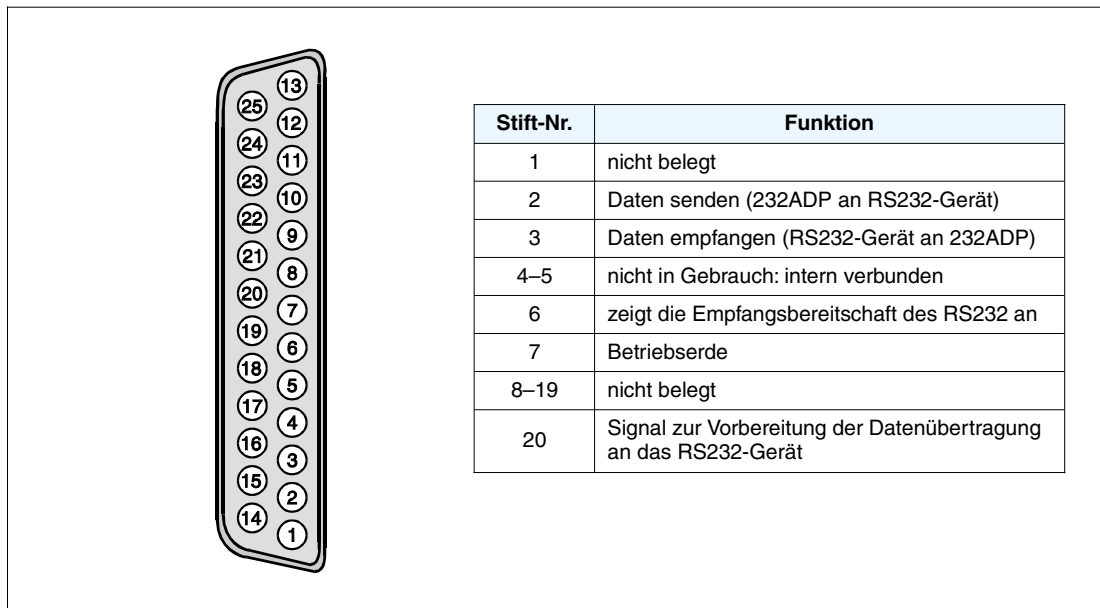 13
25
12
24
11
23
10
22
9
21
8
20
7
19
6
18
5
17
4
16
3
15
2
14
1
Stift-Nr. Funktion
1 nicht belegt
2 Daten senden (232ADP an RS232-Gerät)
3 Daten empfangen (RS232-Gerät an 232ADP)
4–5 nicht in Gebrauch: intern verbunden
6 zeigt die Empfangsbereitschaft des RS232 an
7 Betriebserde
8–19 nicht belegt
20 Signal zur Vorbereitung der Datenübertragung
an das RS232-Gerät